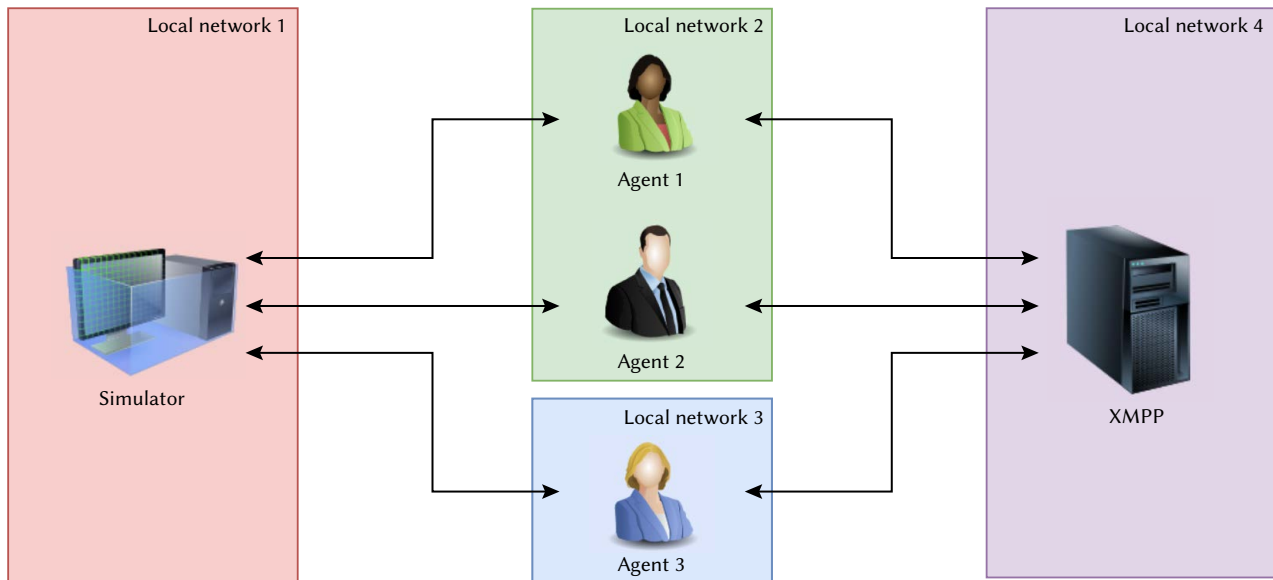 Local network 1
Local network 2
Local network 4
Agent 1
Agent 2
Simulator
XMPP
Local network 3
Agent 3